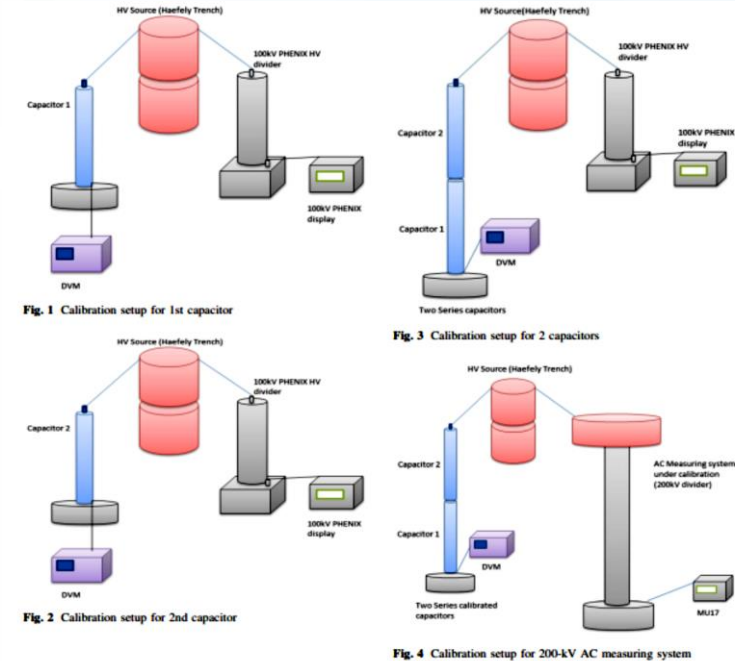 HV Source (Haefely Trench)
100kV PHENIX HV
divider
Capacitor 1
100kV PHENIX
display
DVM
Fig. 1 Calibration setup for 1st capacitor
HV Source (Haefely Trench)
100kV PHENIX HV
divider
Capacitor 2
100kV PHENIX
display
DVM
Fig. 2 Calibration setup for 2nd capacitor
HV Source(Haefely Trench)
100kV PHENIX HV
divider
Capacitor 2
100kV PHENIX
display
Capacitor 1
DVM
Two Series capacitors
Fig. 3 Calibration setup for 2 capacitors
HV Source (Haefely Trench)
Capacitor 2
AC Measuring system
under calibration
(200kV divider)
Capacitor 1
DVM
Two Series calibrated
capacitors
MU17
Fig. 4 Calibration setup for 200-kV AC measuring system